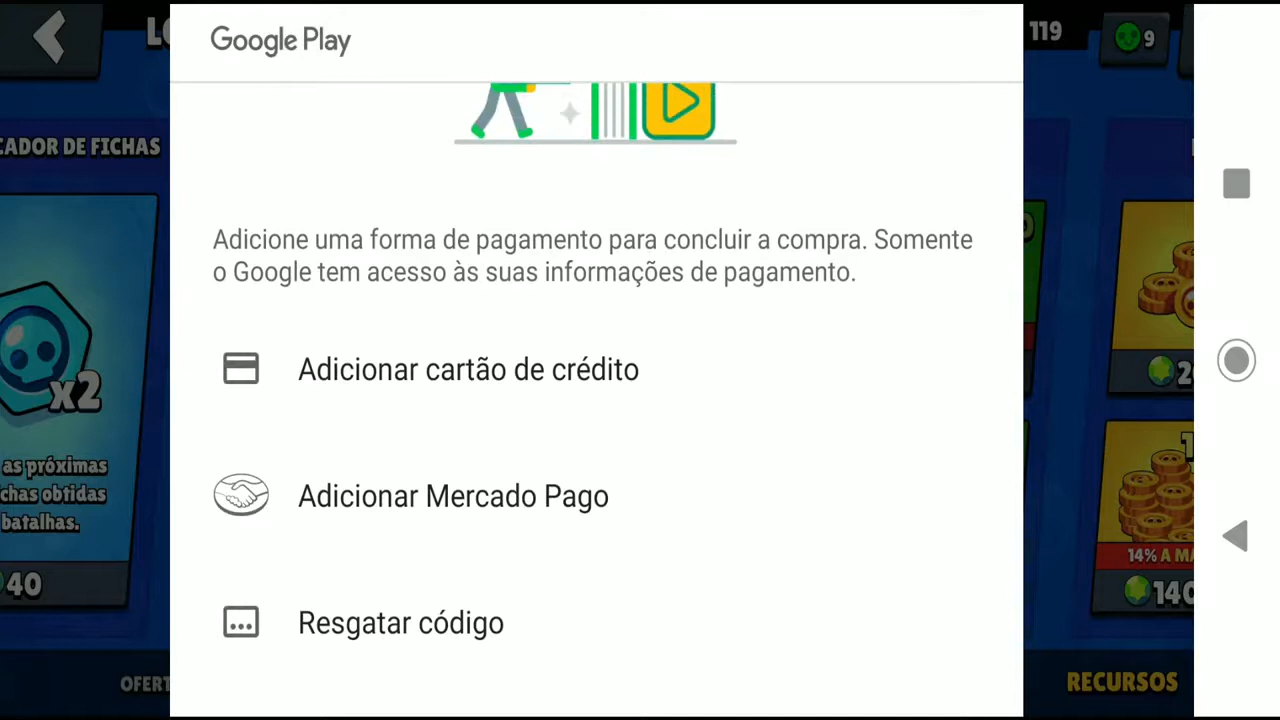 LO
119
9
Google Play
CADOR DE FICHAS
Adicione uma forma de pagamento para concluir a compra. Somente
o Google tem acesso às suas informações de pagamento.
Adicionar cartão de crédito
x2
as próximas
chas obtidas
batalhas.
Adicionar Mercado Pago
14% A MA
40
140
Resgatar código
OFERT
RECURSOS